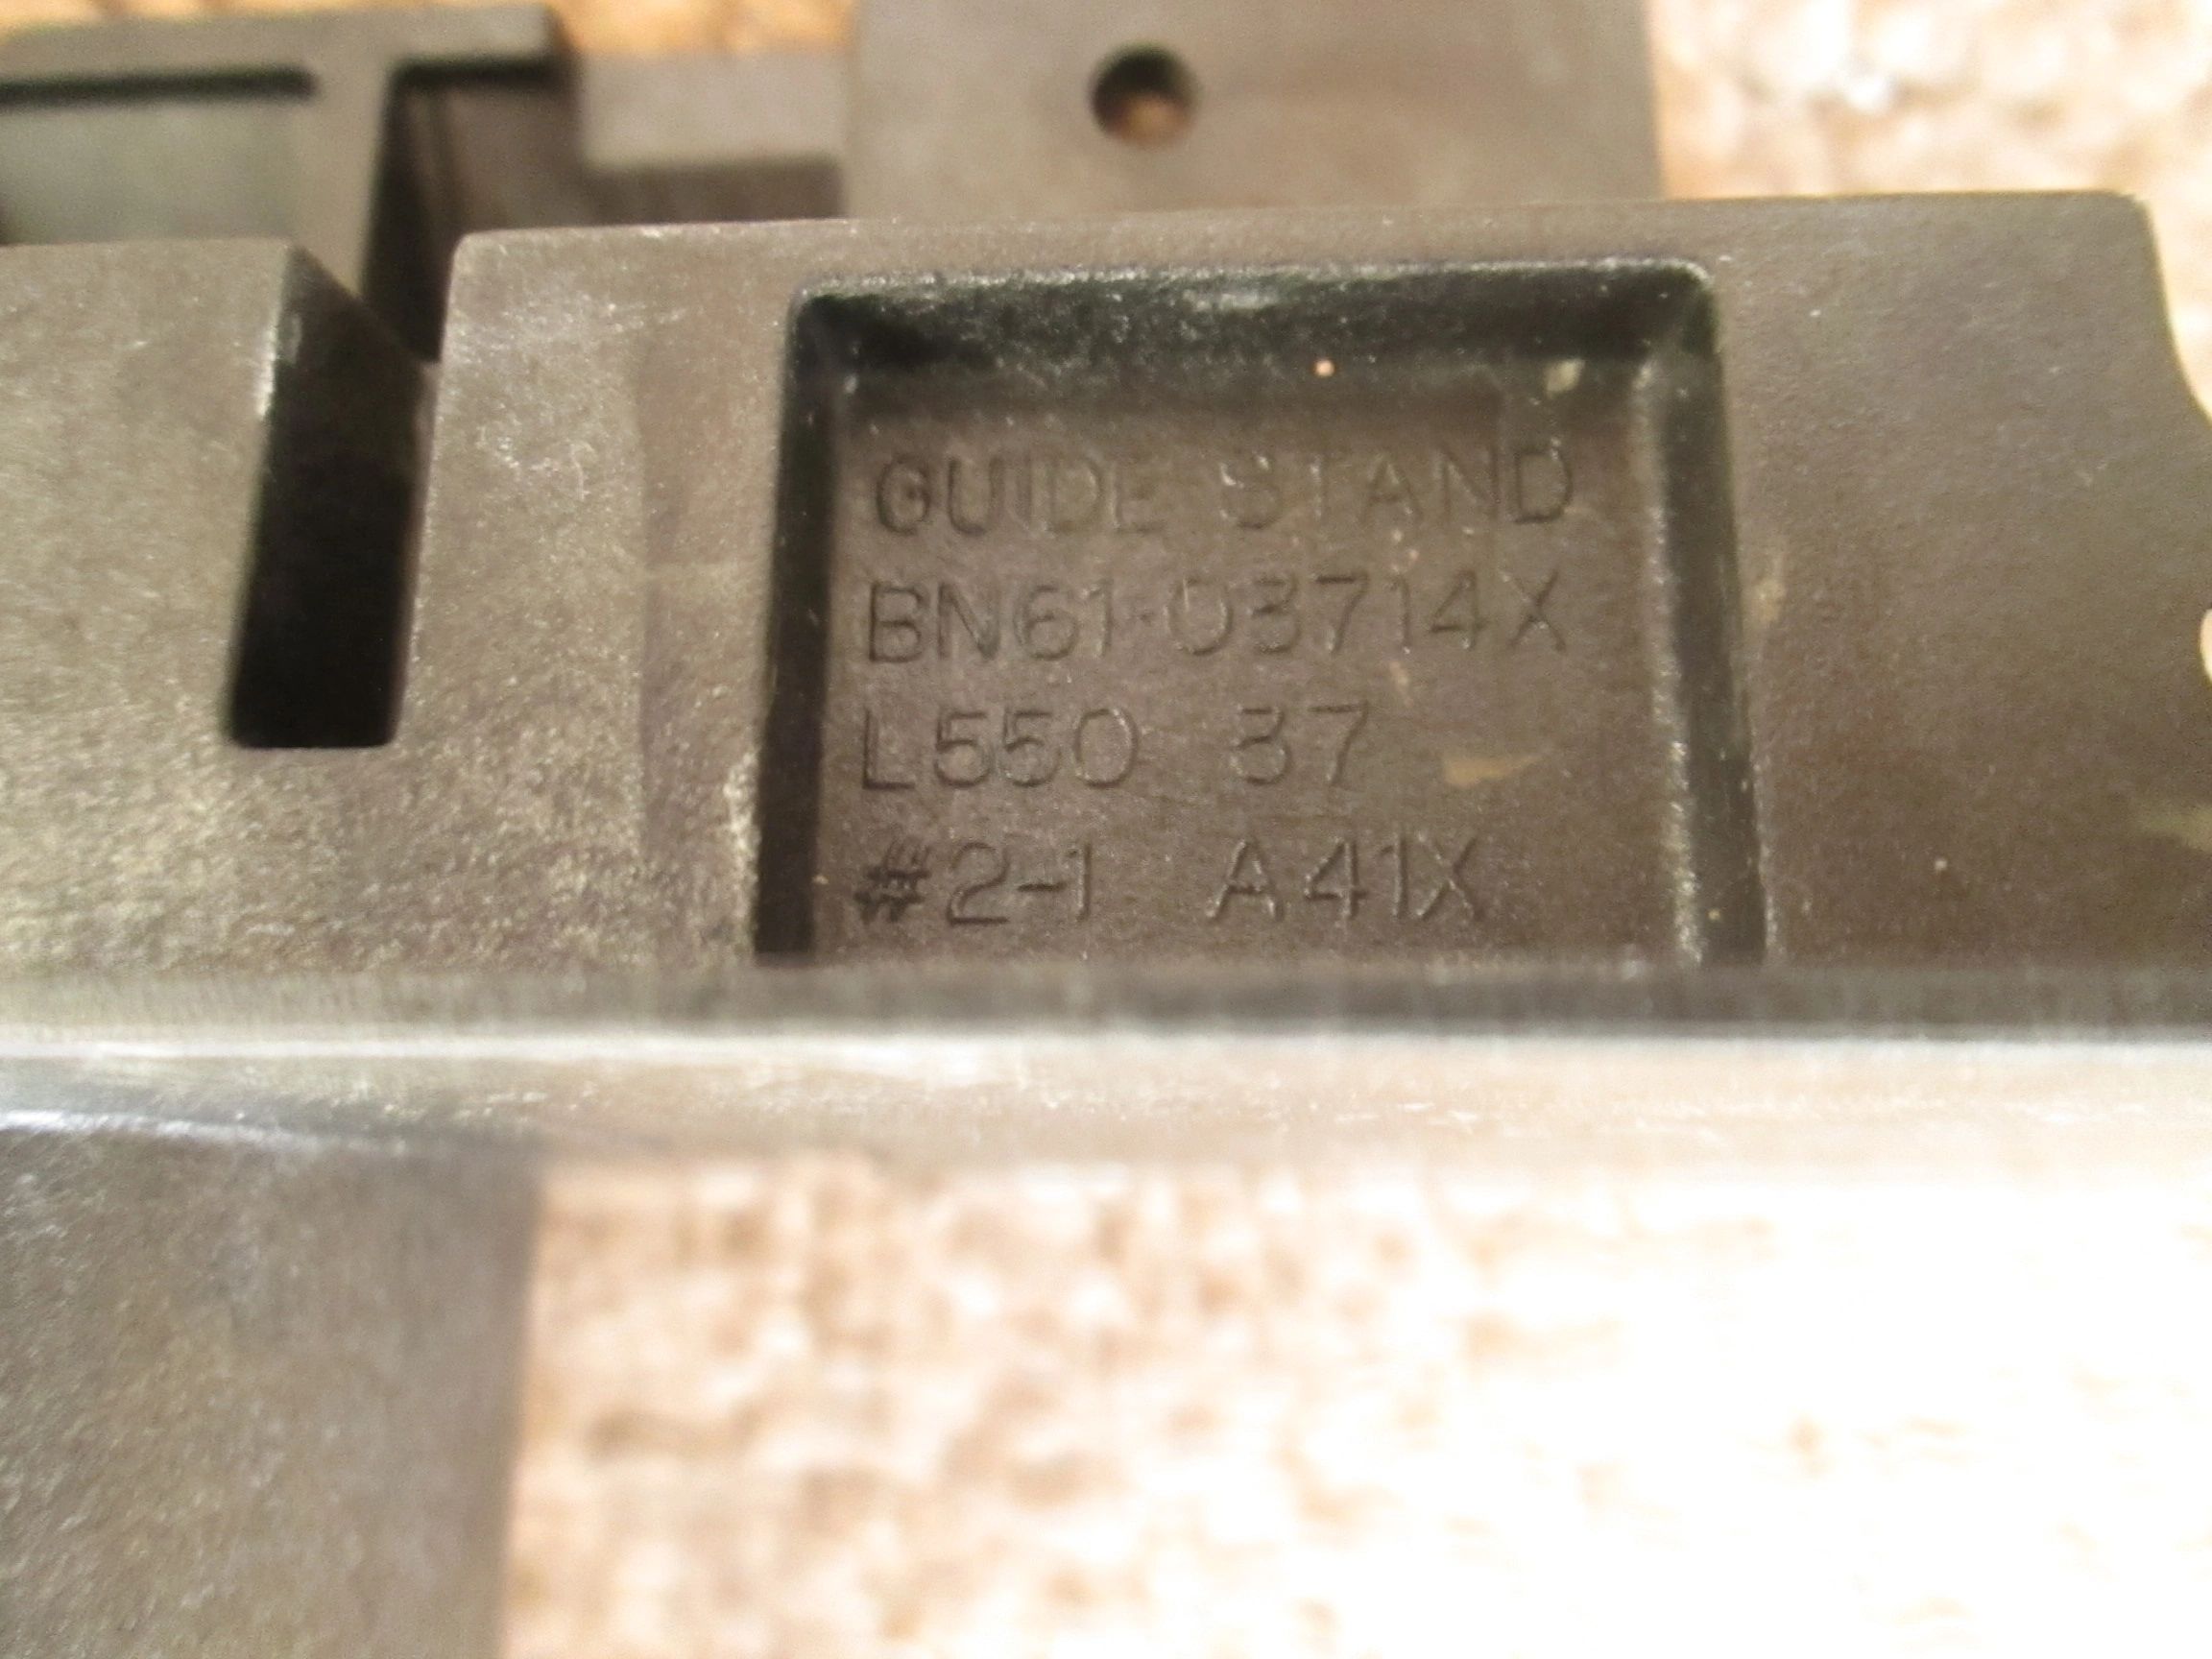 GUIDE STAND
BN61-03714X
L550 37
#2-1 A41X